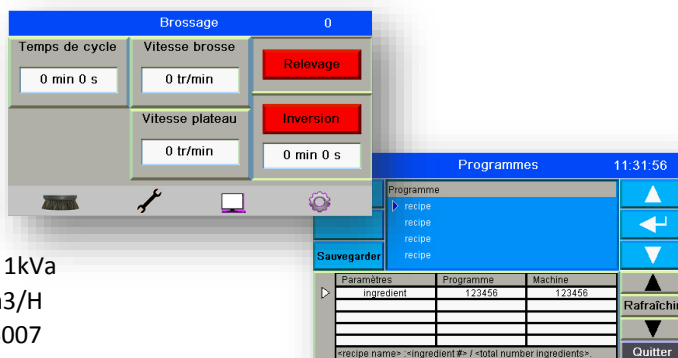 Brossage 0
Temps de cycle Vitesse brosse
Relevage
0 min 0 s 0 tr/min
Vitesse plateau Inversion
0 tr/min 0 min 0 s
Programmes 11:31:56
Programme
recipe
recipe
recipe
Sauvegarder recipe
1kVa
3/H
007
Paramètres Programme Machine
ingredient 123456 123456
Rafraîchir
<recipe name> :<ingredient #> / <total number ingredients>. Quitter